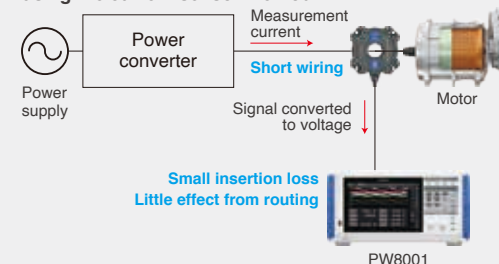 Measurement
current
Power
converter
Short wiring
Power
supply
Motor
Signal converted
to voltage
Small insertion loss
Little effect from routing
PW8001